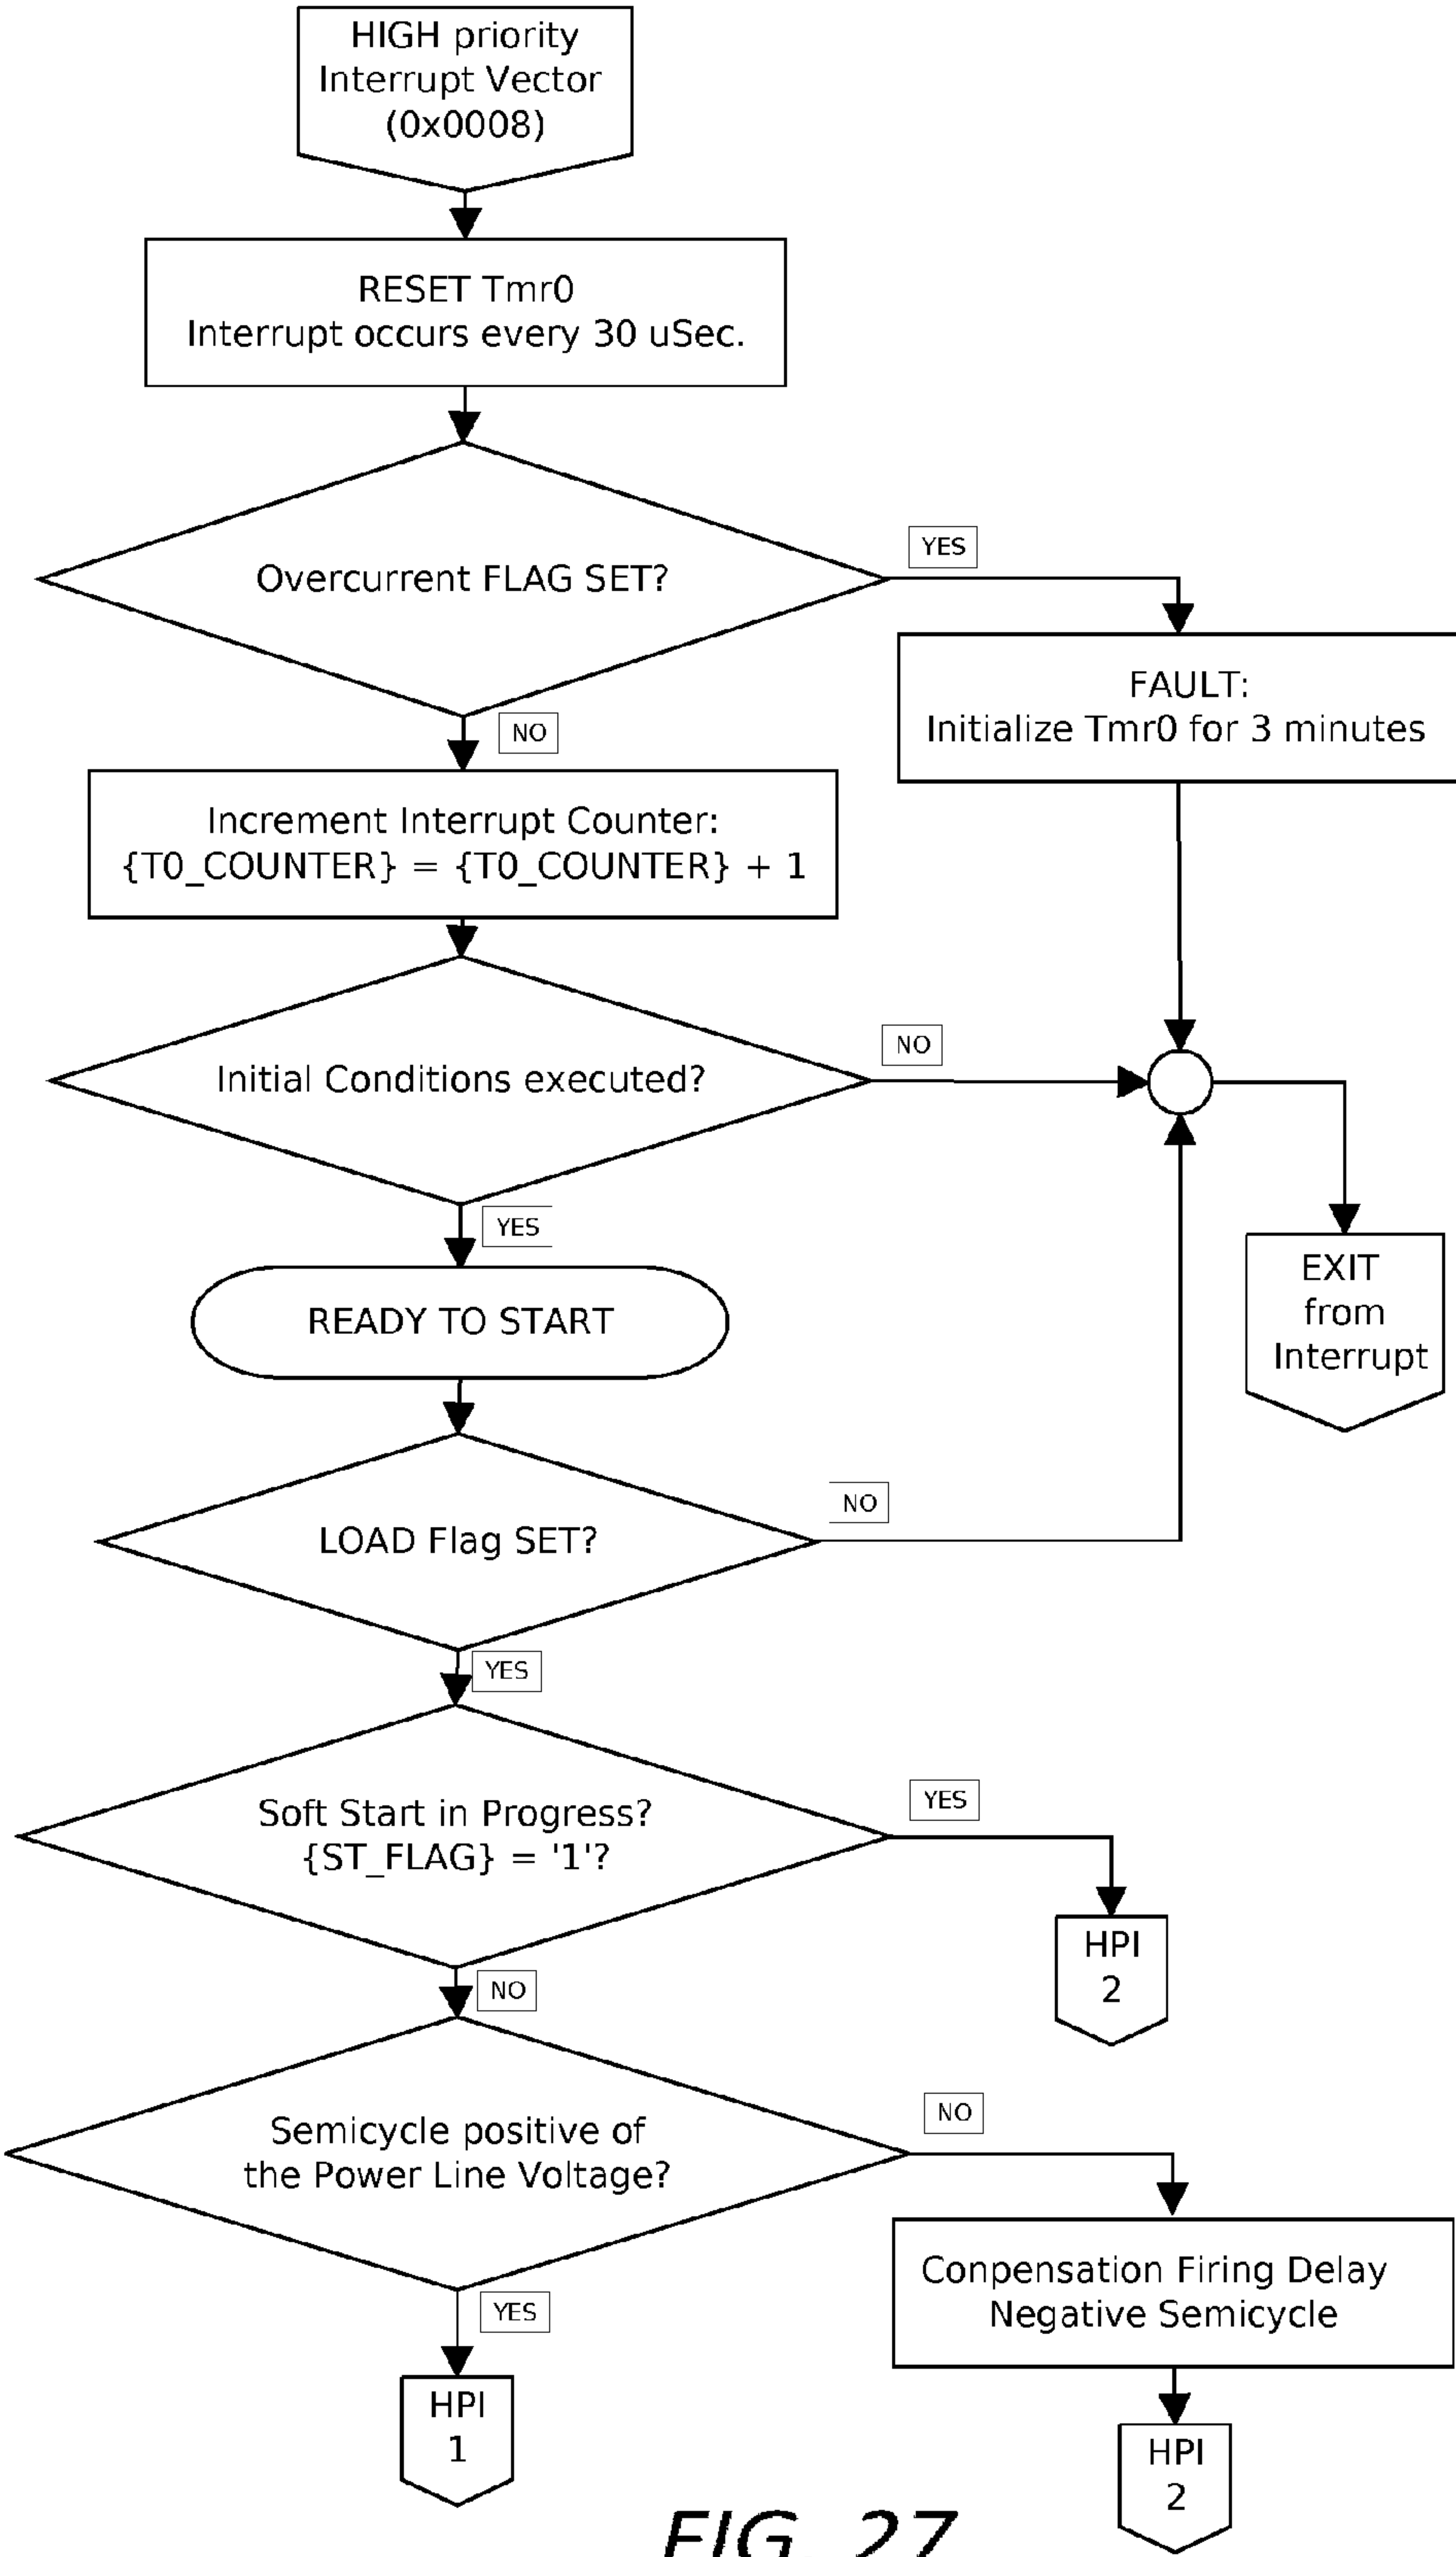 HIGH priority
Interrupt Vector
(0x0008)
RESET Tmr0
Interrupt occurs every 30 uSec.
Overcurrent FLAG SET?
YES
FAULT:
Initialize Tmr0 for 3 minutes
NO
Increment Interrupt Counter:
{T0_COUNTER} = {T0_COUNTER} + 1
Initial Conditions executed?
NO
YES
READY TO START
EXIT
from
Interrupt
LOAD Flag SET?
NO
YES
Soft Start in Progress?
{ST_FLAG} = '1'?
YES
HPI
2
NO
Semicycle positive of
the Power Line Voltage?
NO
Conpensation Firing Delay
Negative Semicycle
YES
HPI
1
HPI
2
FIG. 27